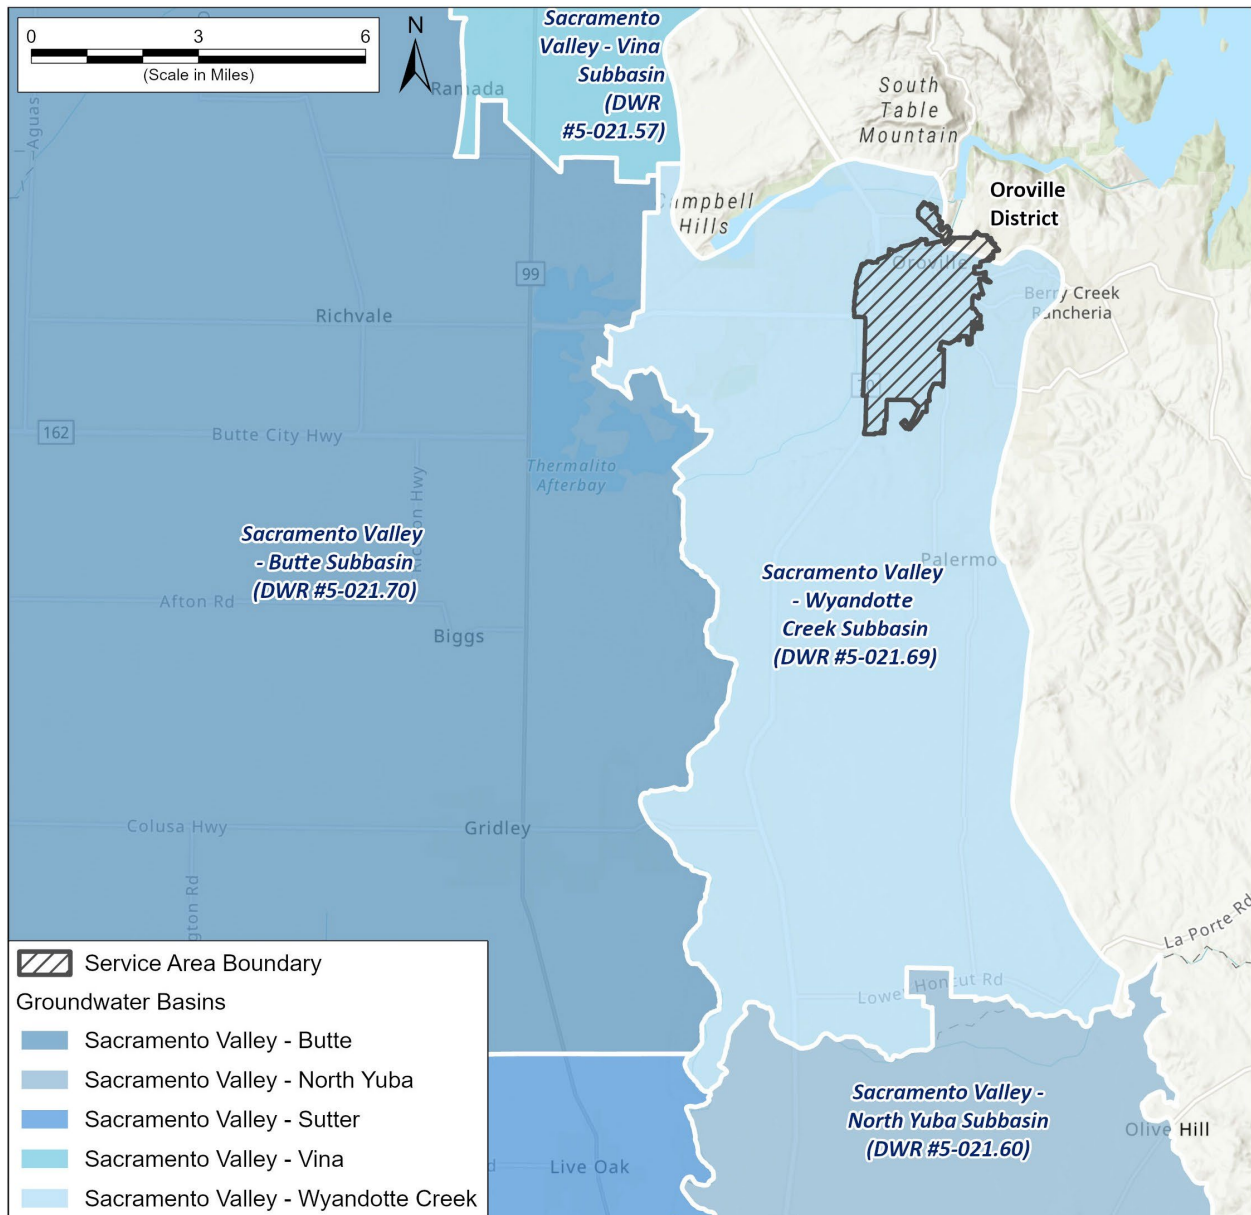 0 3 6
(Scale in Miles)
N
Sacramento
Valley - Vina
Subbasin
(DWR
#5-021.57)
Ramada
Aguas
South
Table
Mountain
Oroville
District
Campbell
Hills
Oroville
99
Berry Creek
Rancheria
Richvale
70
162
Butte City Hwy
Thermalito
Afterbay
Sacramento Valley
- Butte Subbasin
(DWR #5-021.70)
Palermo
Sacramento Valley
- Wyandotte
Creek Subbasin
(DWR #5-021.69)
Afton Rd
Biggs
Colusa Hwy
Gridley
La Porte Rd
Lower Honcut Rd
Service Area Boundary
Groundwater Basins
Sacramento Valley - Butte
Sacramento Valley - North Yuba
Sacramento Valley - Sutter
Sacramento Valley - Vina
Sacramento Valley - Wyandotte Creek
Sacramento Valley -
North Yuba Subbasin
(DWR #5-021.60)
Olive Hill
Live Oak